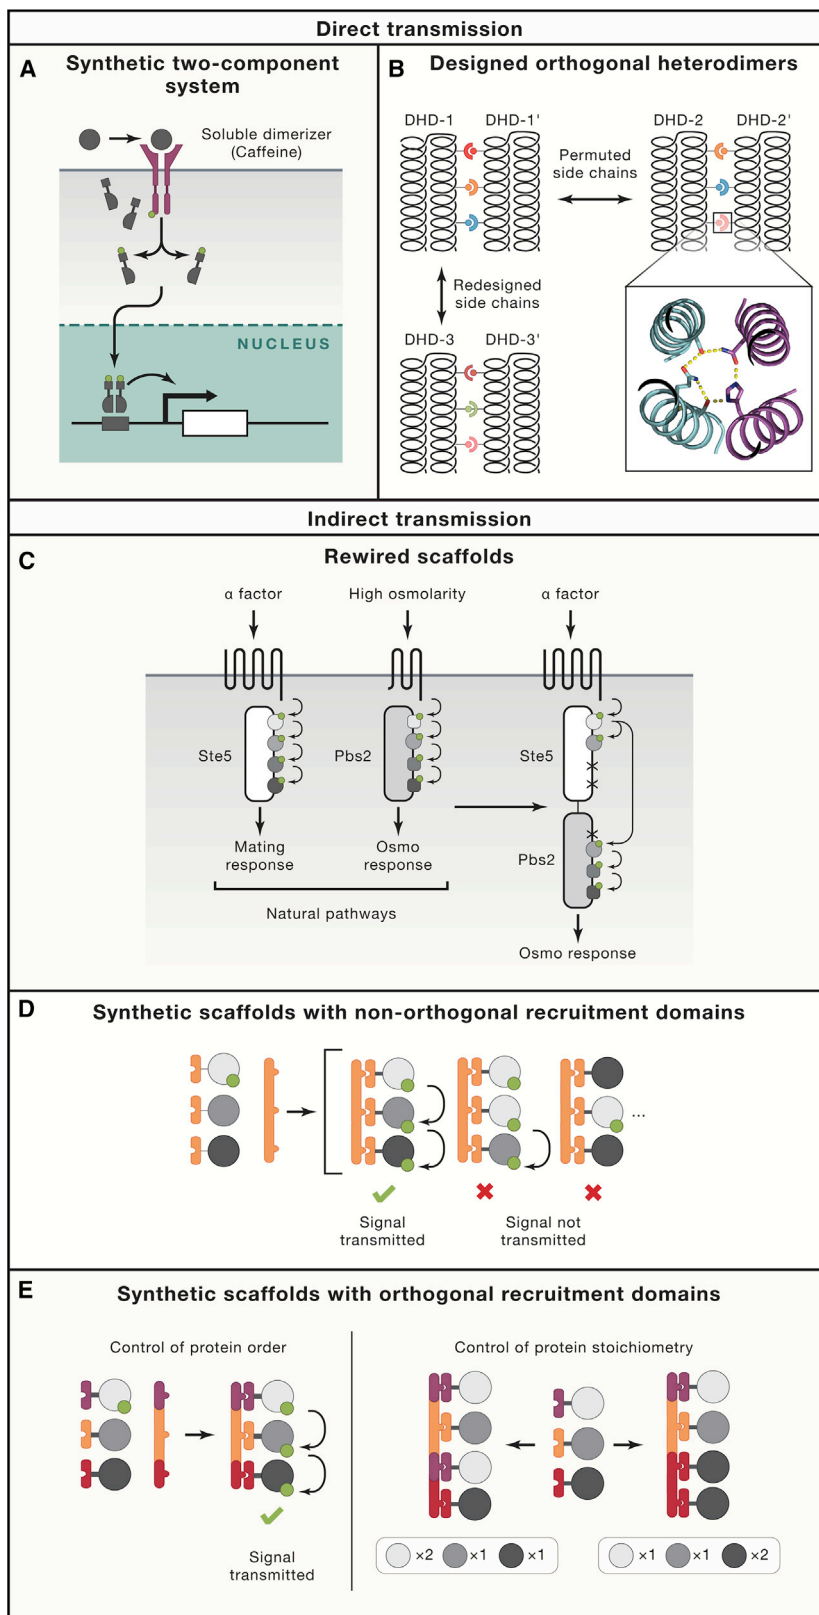 Direct transmission
A
Synthetic two-component
system
Soluble dimerizer
(Caffeine)
NUCLEUS
B
Designed orthogonal heterodimers
DHD-1 DHD-1'
DHD-2 DHD-2'
Permuted
side chains
Redesigned
side chains
DHD-3 DHD-3'
Indirect transmission
C
Rewired scaffolds
α factor High osmolarity α factor
Ste5 Pbs2 Ste5
Mating
response
Osmo
response
Pbs2
Natural pathways
Osmo response
D
Synthetic scaffolds with non-orthogonal recruitment domains
...
Signal
transmitted
Signal not
transmitted
E
Synthetic scaffolds with orthogonal recruitment domains
Control of protein order
Signal
transmitted
Control of protein stoichiometry
×2 ×1 ×1
×1 ×1 ×2